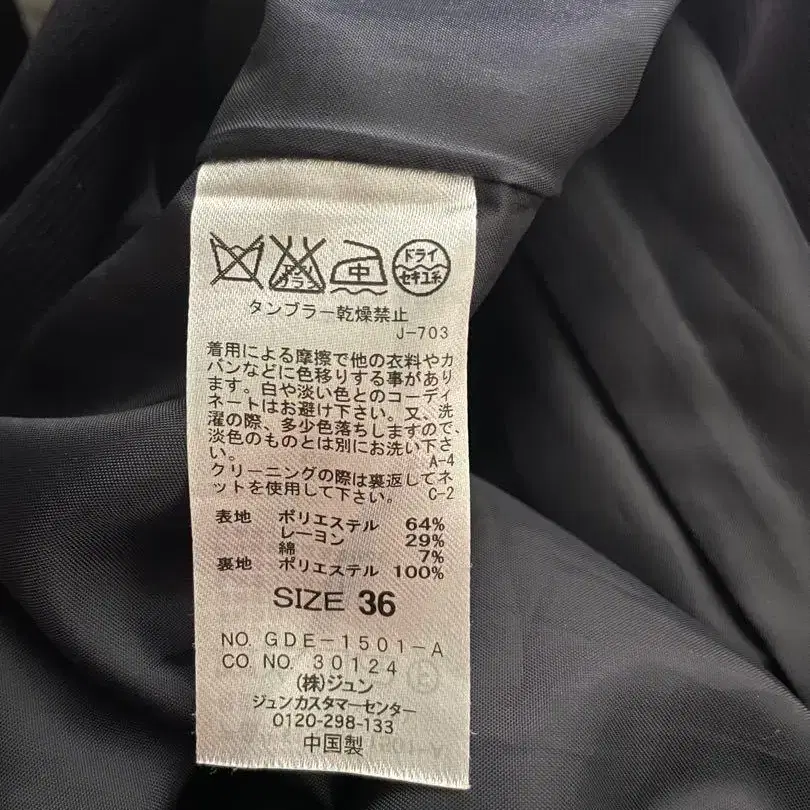 エンソ
サラシ
中
ドライ
セキユ系
タンブラー乾燥禁止
J-703
着用による摩擦で他の衣料やカ
バンなどに色移りする事があり
ます。白や淡い色とのコーディ
ネートはお避け下さい。又、洗
濯の際、多少色落ちしますので、
淡色のものとは別にお洗い下さ
い。 A-4
クリーニングの際は裏返してネ
ットを使用して下さい。 C-2
表地 ポリエステル 64%
レーヨン 29%
綿 7%
裏地 ポリエステル 100%
SIZE 36
NO. GDE-1501-A
CO. NO. 30124
(株)ジュン
ジュンカスタマーセンター
0120-298-133
中国製